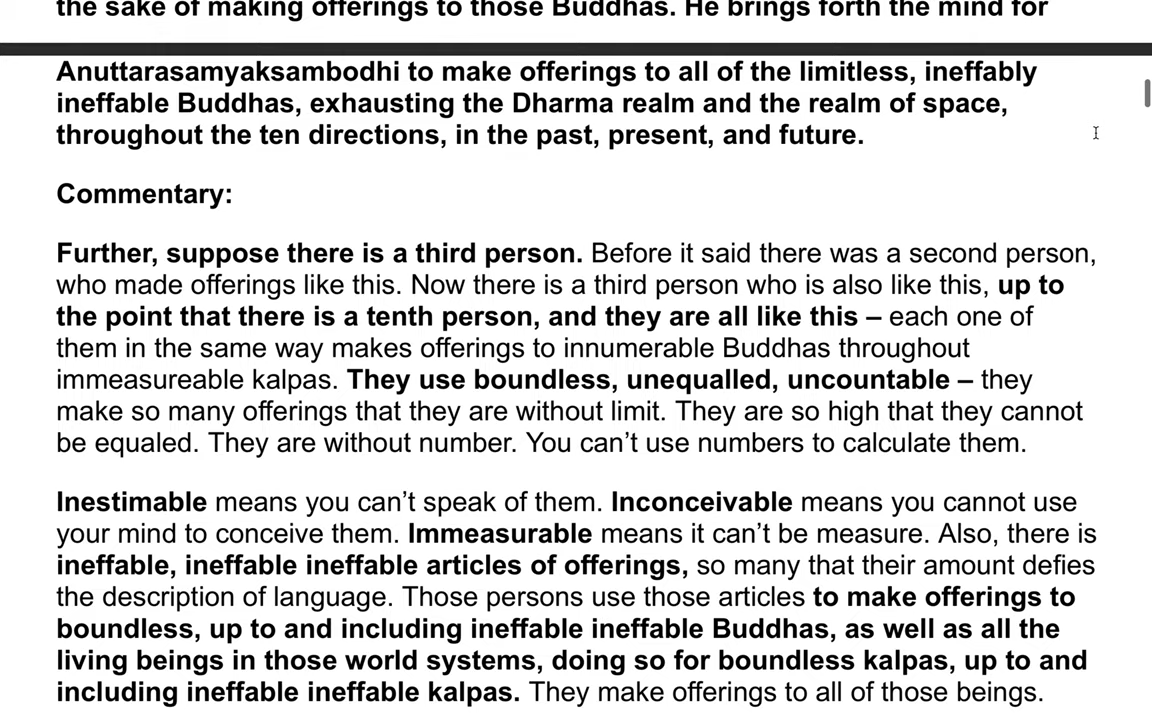 the sake of making offerings to those Buddhas. He brings forth the mind for
Anuttarasamyaksambodhi to make offerings to all of the limitless, ineffably
ineffable Buddhas, exhausting the Dharma realm and the realm of space,
throughout the ten directions, in the past, present, and future.
Commentary:
Further, suppose there is a third person. Before it said there was a second person,
who made offerings like this. Now there is a third person who is also like this, up to
the point that there is a tenth person, and they are all like this – each one of
them in the same way makes offerings to innumerable Buddhas throughout
immeasureable kalpas. They use boundless, unequalled, uncountable – they
make so many offerings that they are without limit. They are so high that they cannot
be equaled. They are without number. You can’t use numbers to calculate them.
Inestimable means you can’t speak of them. Inconceivable means you cannot use
your mind to conceive them. Immeasurable means it can’t be measure. Also, there is
ineffable, ineffable ineffable articles of offerings, so many that their amount defies
the description of language. Those persons use those articles to make offerings to
boundless, up to and including ineffable ineffable Buddhas, as well as all the
living beings in those world systems, doing so for boundless kalpas, up to and
including ineffable ineffable kalpas. They make offerings to all of those beings.